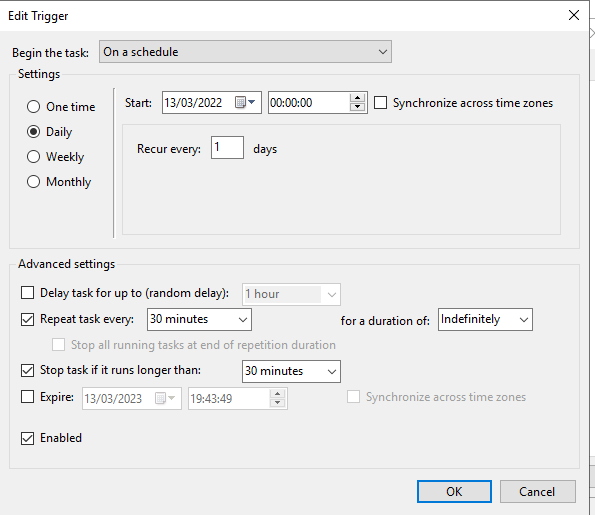 Edit Trigger
Begin the task: On a schedule
Settings
One time
Daily
Weekly
Monthly
Start: 13/03/2022 00:00:00 Synchronize across time zones
Recur every: 1 days
Advanced settings
Delay task for up to (random delay): 1 hour
Repeat task every: 30 minutes for a duration of: Indefinitely
Stop all running tasks at end of repetition duration
Stop task if it runs longer than: 30 minutes
Expire: 13/03/2023 19:43:49 Synchronize across time zones
Enabled
OK Cancel